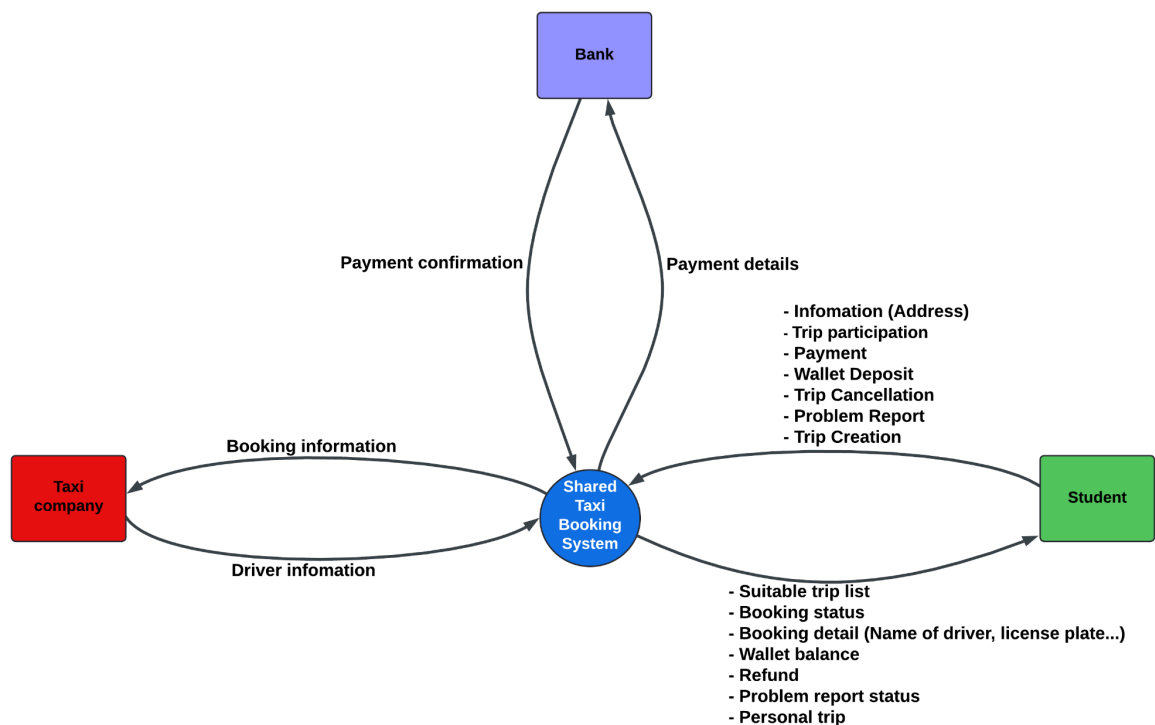 Bank
Payment confirmation
Payment details
- Infomation (Address)
- Trip participation
- Payment
- Wallet Deposit
- Trip Cancellation
- Problem Report
- Trip Creation
Booking information
Taxi
company
Shared
Taxi
Booking
System
Student
Driver infomation
- Suitable trip list
- Booking status
- Booking detail (Name of driver, license plate...)
- Wallet balance
- Refund
- Problem report status
- Personal trip